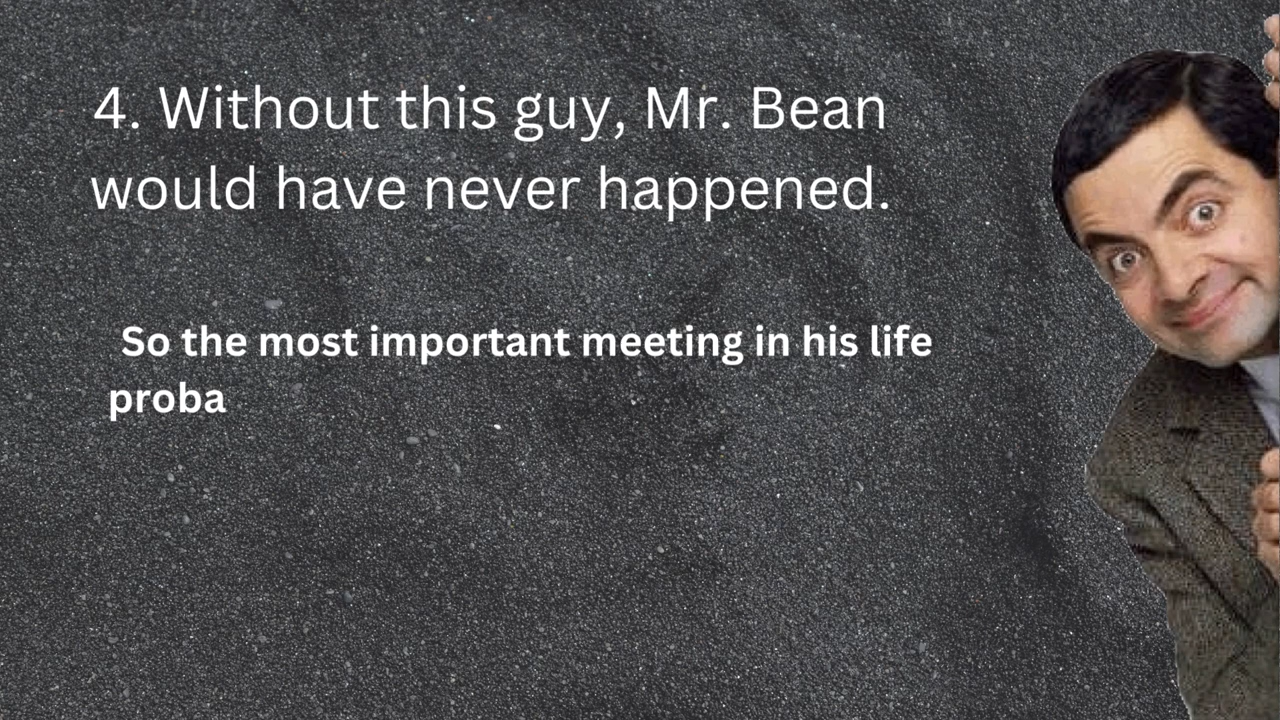 4. Without this guy, Mr. Bean
would have never happened.
So the most important meeting in his life
proba